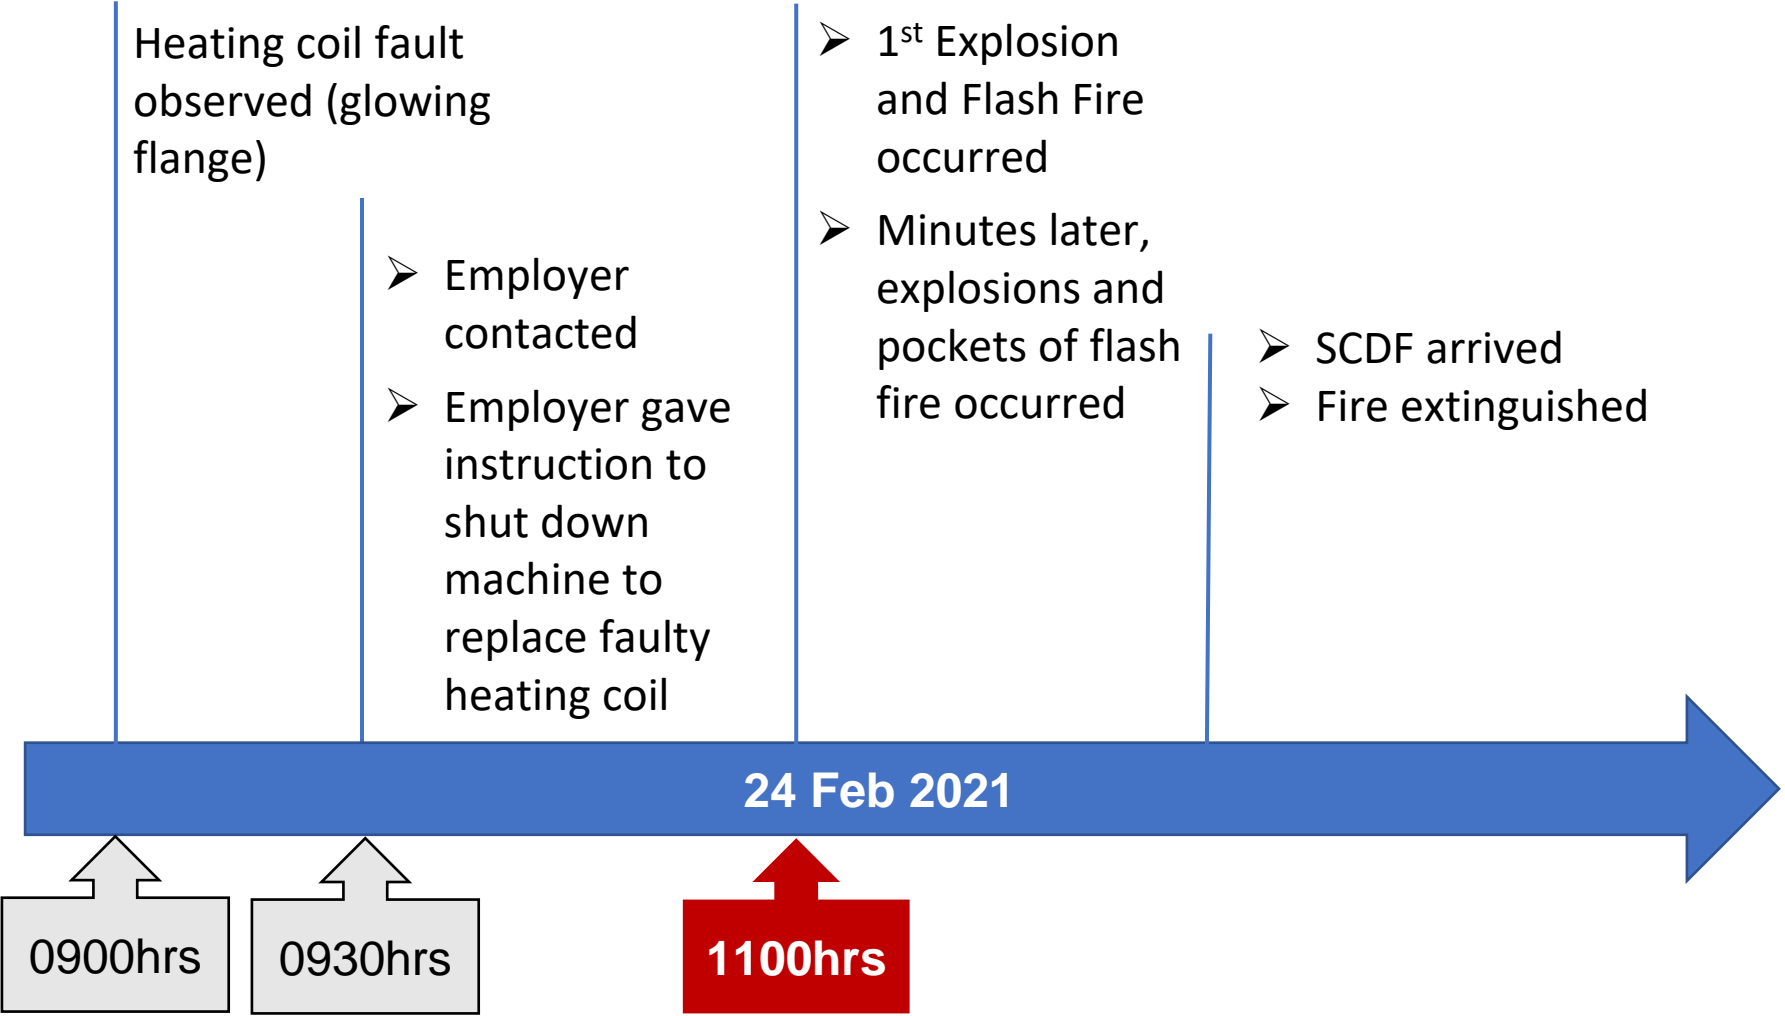 Heating coil fault
observed (glowing
flange)
➢ Employer
contacted
➢ Employer gave
instruction to
shut down
machine to
replace faulty
heating coil
➢ 1st Explosion
and Flash Fire
occurred
➢ Minutes later,
explosions and
pockets of flash
fire occurred
➢ SCDF arrived
➢ Fire extinguished
24 Feb 2021
0900hrs
0930hrs
1100hrs